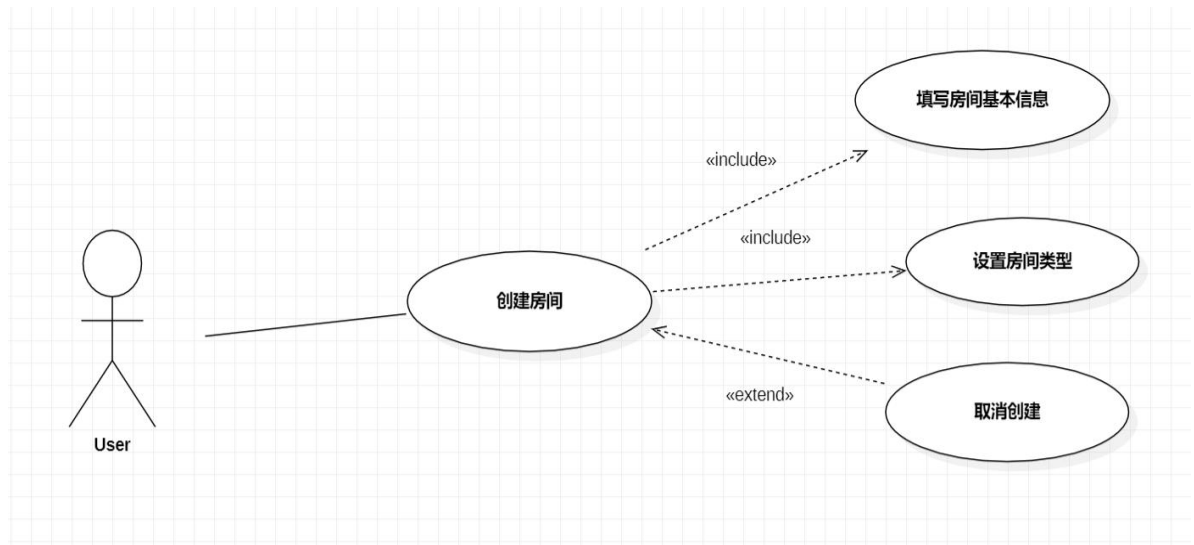 填写房间基本信息
«include»
«include»
设置房间类型
创建房间
«extend»
取消创建
User